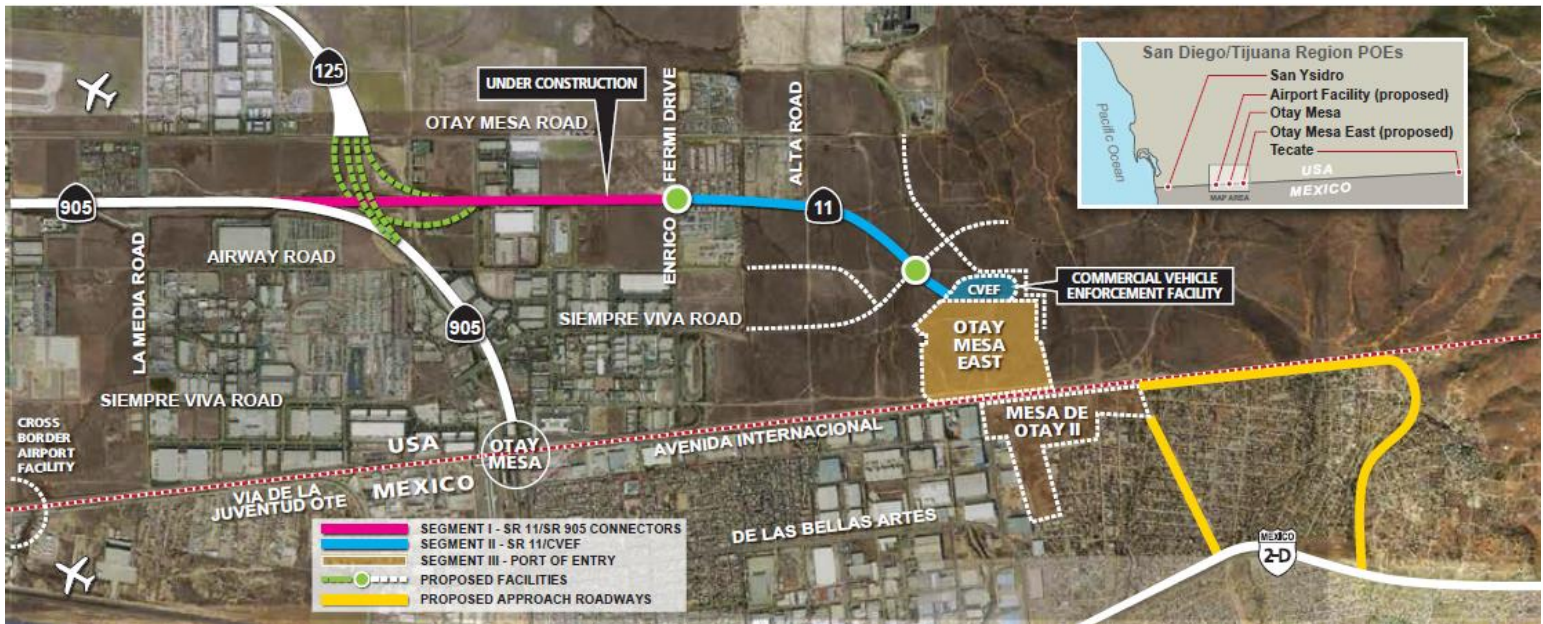 125
UNDER CONSTRUCTION
OTAY MESA ROAD
ENRICO FERMI DRIVE
ALTA ROAD
San Diego/Tijuana Region POEs
San Ysidro
Airport Facility (proposed)
Otay Mesa
Otay Mesa East (proposed)
Tecate
Pacific Ocean
USA
MEXICO
MAP AREA
905
11
LA MEDIA ROAD
AIRWAY ROAD
CVEF
COMMERCIAL VEHICLE
ENFORCEMENT FACILITY
905
SIEMPRE VIVA ROAD
OTAY
MESA
EAST
SIEMPRE VIVA ROAD
CROSS
BORDER
AIRPORT
FACILITY
USA
MEXICO
OTAY
MESA
AVENIDA INTERNACIONAL
MESA DE
OTAY II
VIA DE LA
JUVENTUD OTE
DE LAS BELLAS ARTES
MEXICO
2-D
SEGMENT I - SR 11/SR 905 CONNECTORS
SEGMENT II - SR 11/CVEF
SEGMENT III - PORT OF ENTRY
PROPOSED FACILITIES
PROPOSED APPROACH ROADWAYS